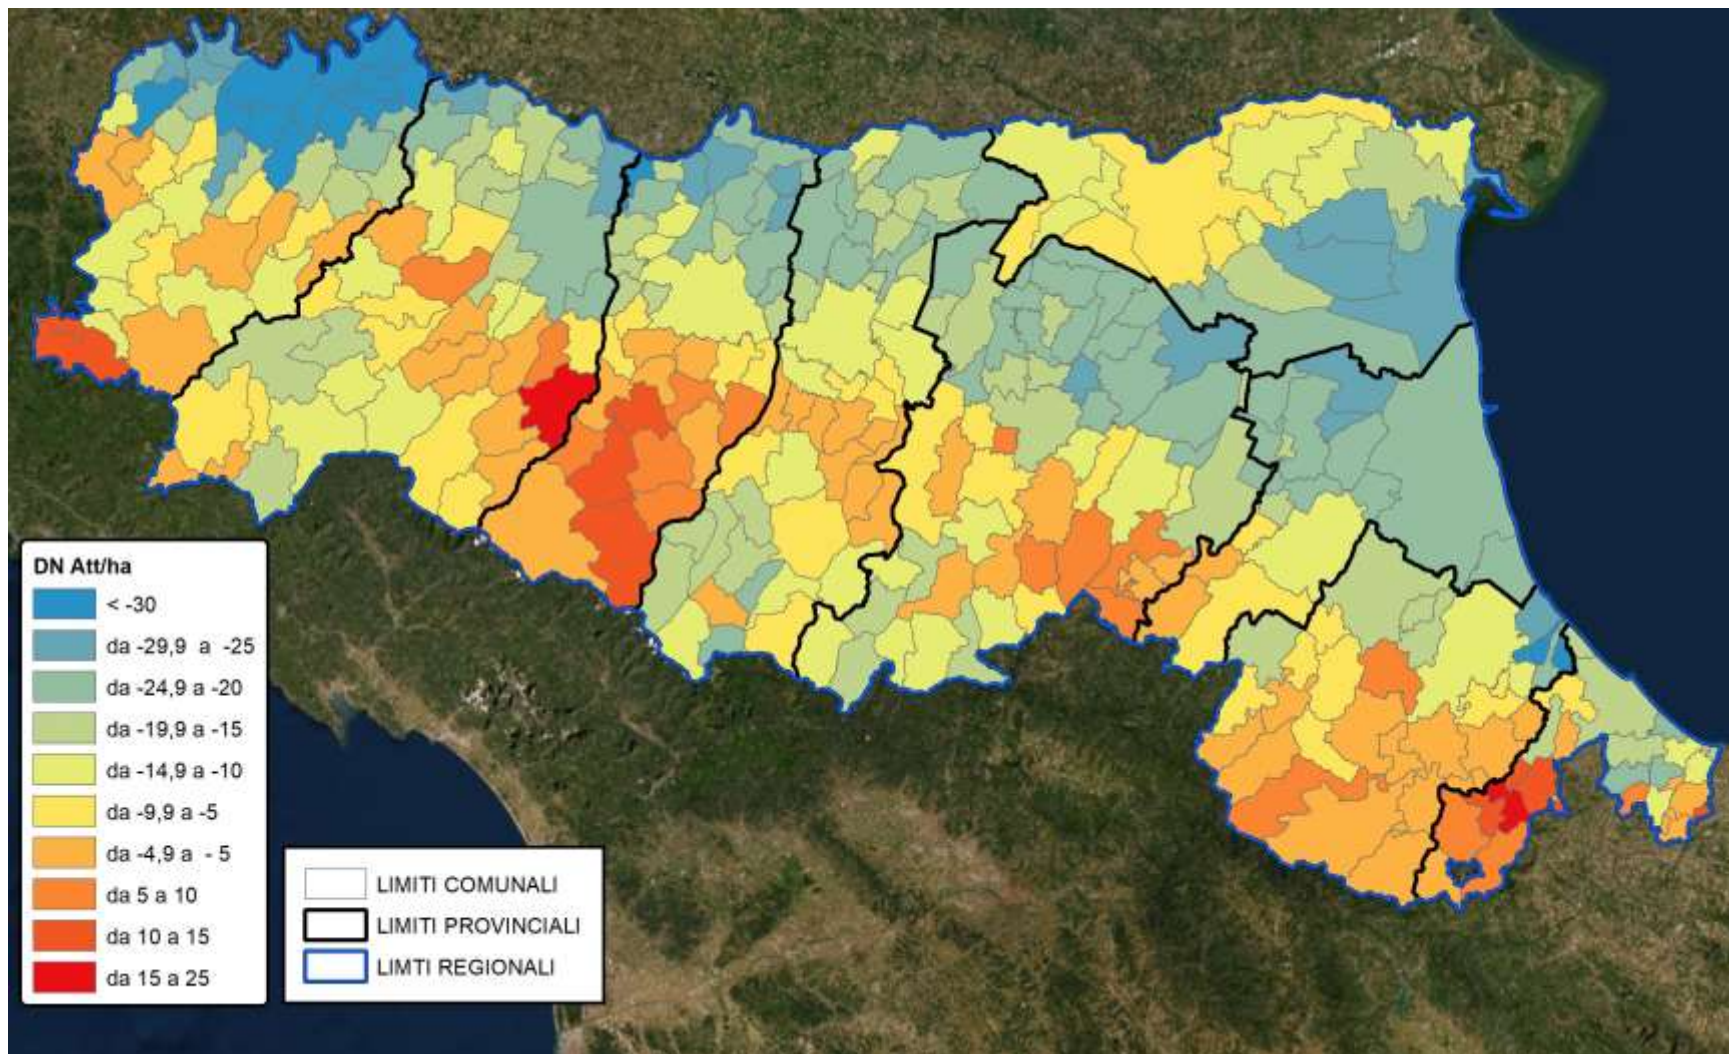 DN Att/ha
< -30
da -29,9 a -25
da -24,9 a -20
da -19,9 a -15
da -14,9 a -10
da -9,9 a -5
da -4,9 a - 5
da 5 a 10
da 10 a 15
da 15 a 25
LIMITI COMUNALI
LIMITI PROVINCIALI
LIMTI REGIONALI